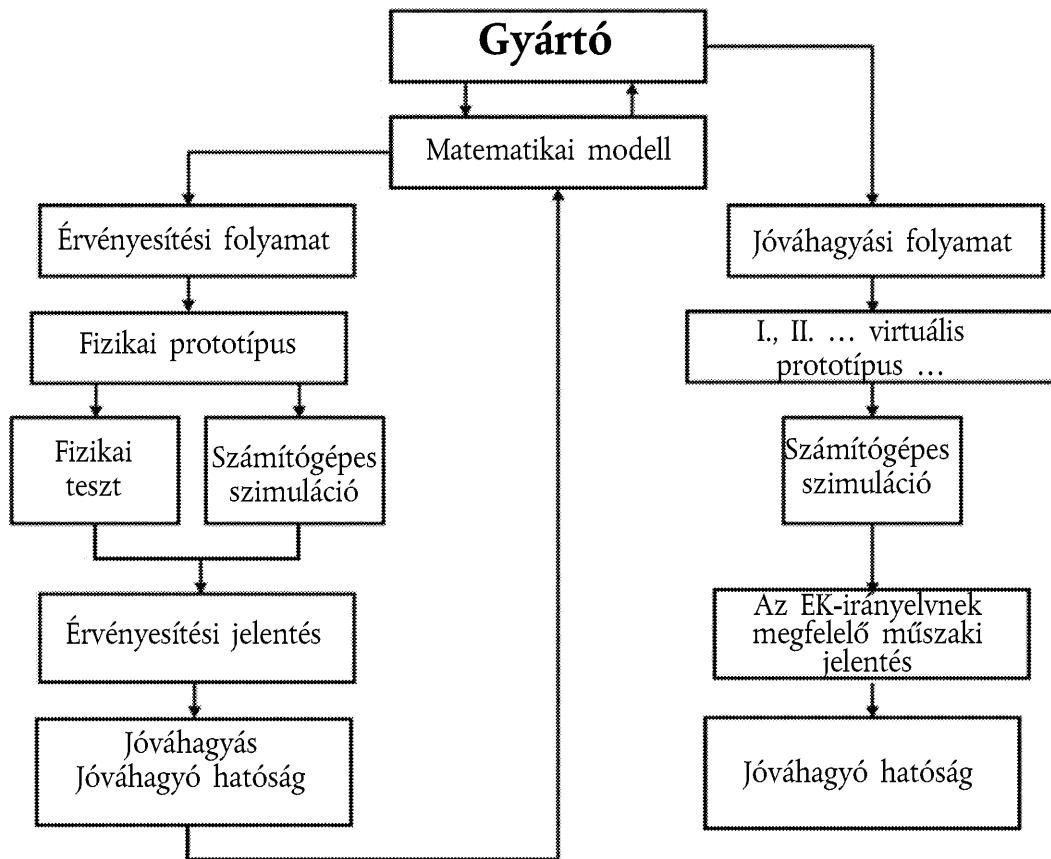 Gyártó
Matematikai modell
Érvényesítési folyamat
Fizikai prototípus
Fizikai
teszt
Számítógépes
szimuláció
Érvényesítési jelentés
Jóváhagyás
Jóváhagyó hatóság
Jóváhagyási folyamat
I., II. … virtuális
prototípus …
Számítógépes
szimuláció
Az EK-irányelvnek
megfelelő műszaki
jelentés
Jóváhagyó hatóság